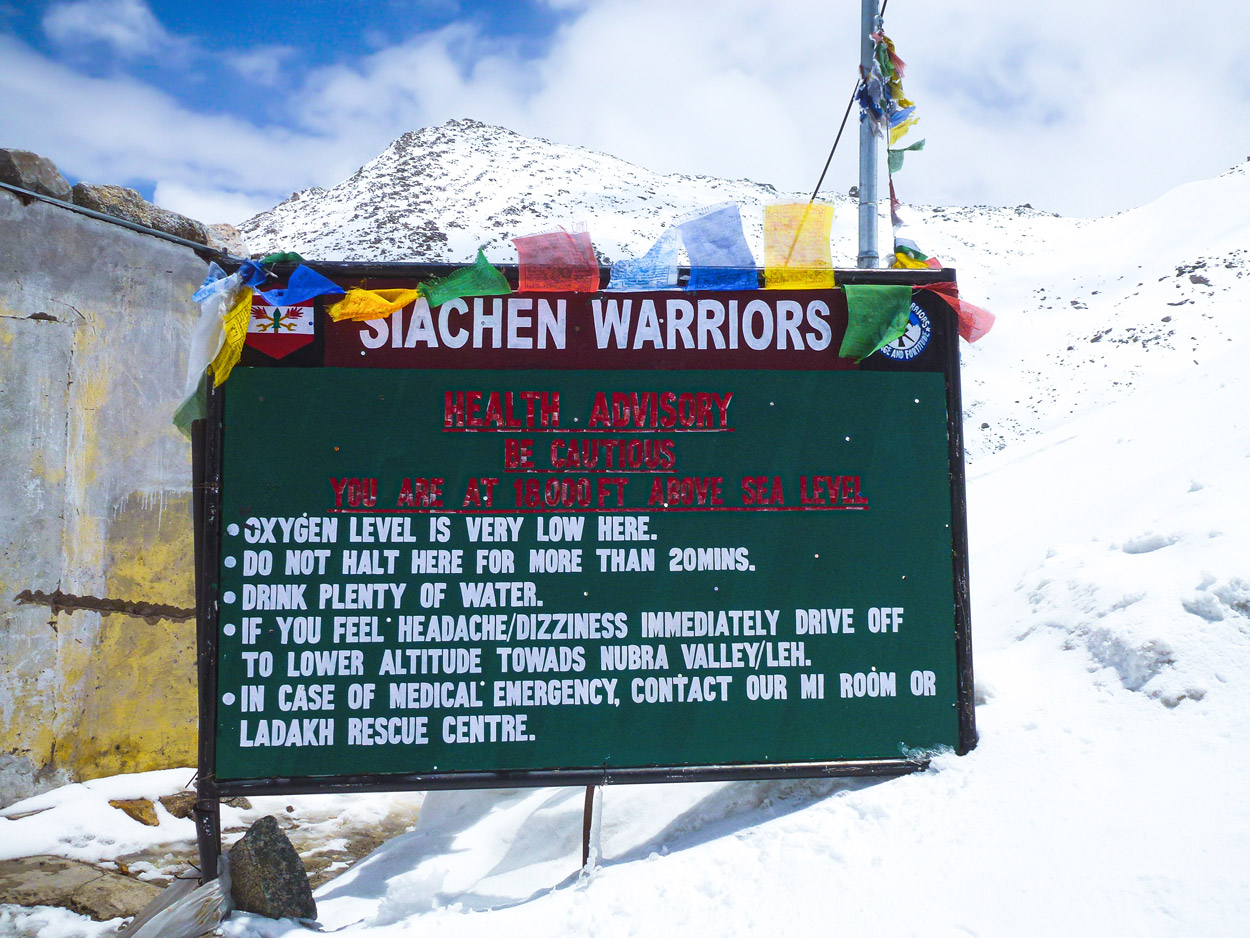 SIACHEN WARRIORS
HEALTH ADVISORY
BE CAUTIOUS
YOU ARE AT 18,000 FT ABOVE SEA LEVEL
• OXYGEN LEVEL IS VERY LOW HERE.
• DO NOT HALT HERE FOR MORE THAN 20MINS.
• DRINK PLENTY OF WATER.
• IF YOU FEEL HEADACHE/DIZZINESS IMMEDIATELY DRIVE OFF
TO LOWER ALTITUDE TOWADS NUBRA VALLEY/LEH.
• IN CASE OF MEDICAL EMERGENCY, CONTACT OUR MI ROOM OR
LADAKH RESCUE CENTRE.
AND FORTITUDE